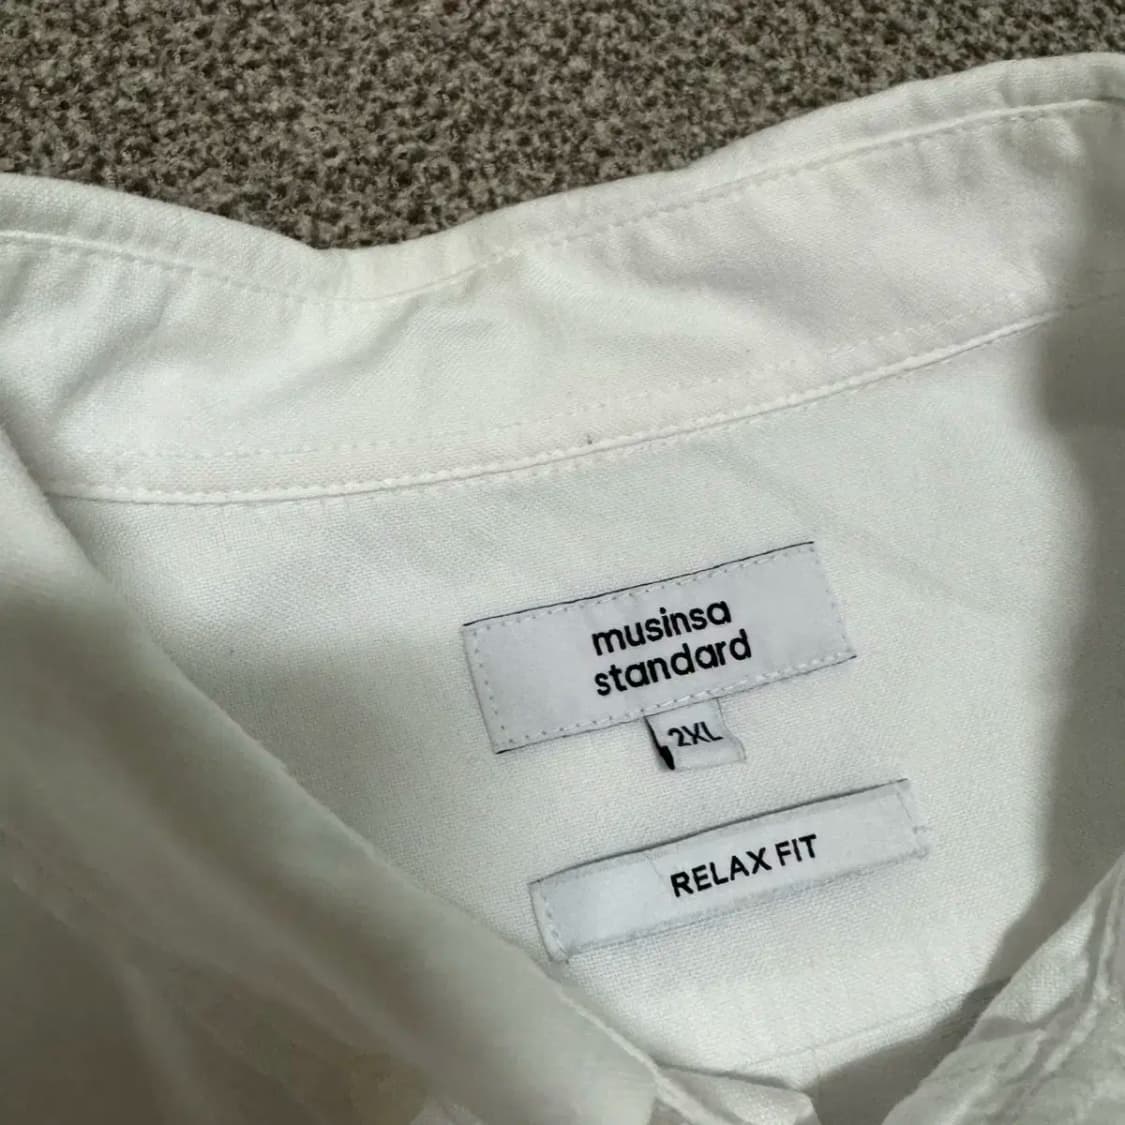 musinsa
standard
2XL
RELAX FIT